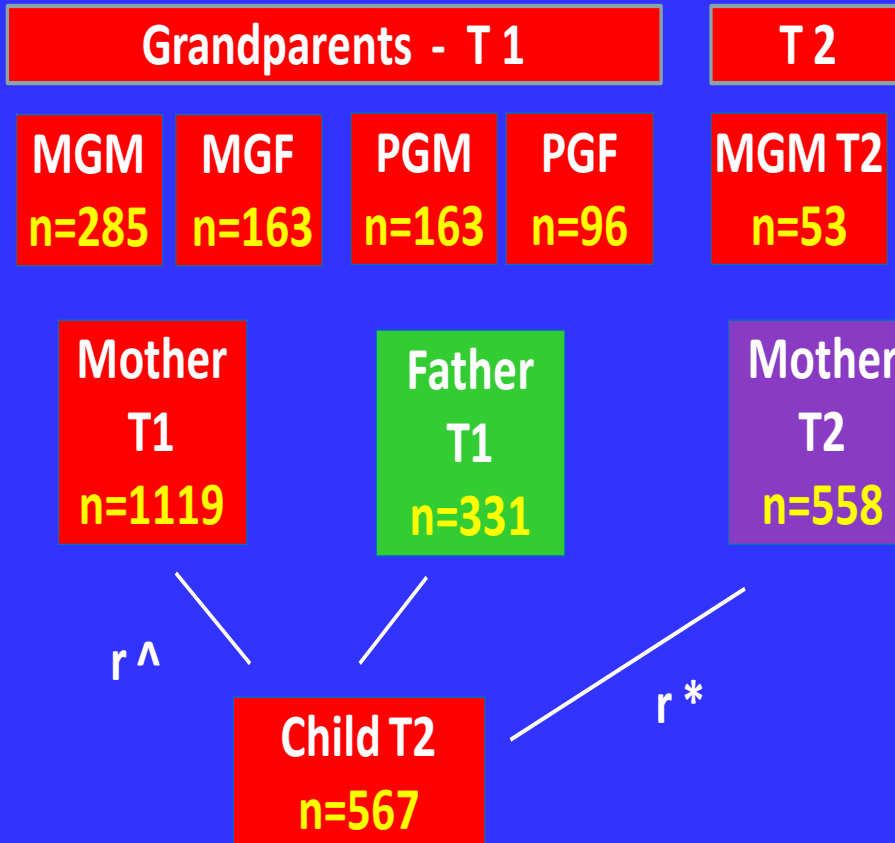 Grandparents - T 1
T 2
MGM
n=285
MGF
n=163
PGM
n=163
PGF
n=96
MGM T2
n=53
Mother
T1
n=1119
Father
T1
n=331
Mother
T2
n=558
r ^
r *
Child T2
n=567